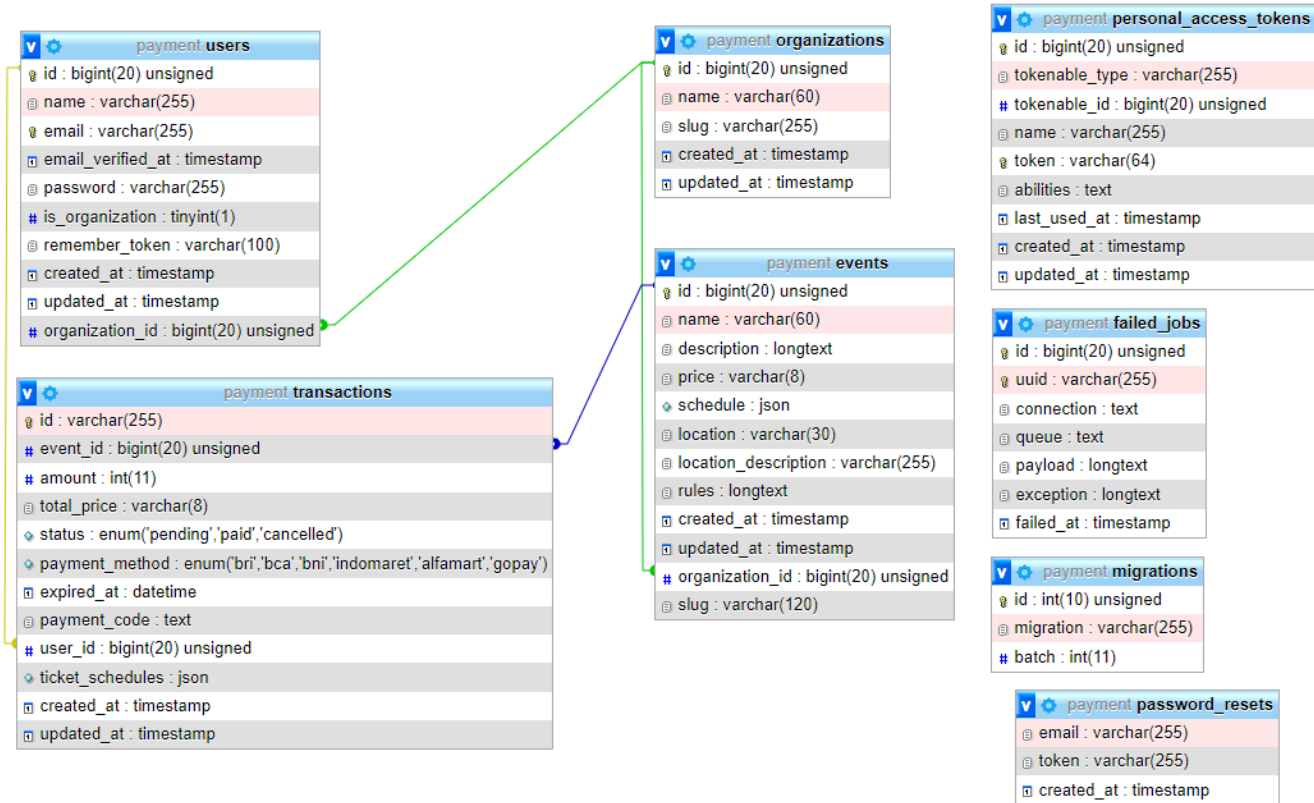 payment users
id : bigint(20) unsigned
name : varchar(255)
email : varchar(255)
email_verified_at : timestamp
password : varchar(255)
is_organization : tinyint(1)
remember_token : varchar(100)
created_at : timestamp
updated_at : timestamp
organization_id : bigint(20) unsigned
payment transactions
id : varchar(255)
event_id : bigint(20) unsigned
amount : int(11)
total_price : varchar(8)
status : enum('pending','paid','cancelled')
payment_method : enum('bri','bca','bni','indomaret','alfamart','gopay')
expired_at : datetime
payment_code : text
user_id : bigint(20) unsigned
ticket_schedules : json
created_at : timestamp
updated_at : timestamp
payment organizations
id : bigint(20) unsigned
name : varchar(60)
slug : varchar(255)
created_at : timestamp
updated_at : timestamp
payment events
id : bigint(20) unsigned
name : varchar(60)
description : longtext
price : varchar(8)
schedule : json
location : varchar(30)
location_description : varchar(255)
rules : longtext
created_at : timestamp
updated_at : timestamp
organization_id : bigint(20) unsigned
slug : varchar(120)
payment personal_access_tokens
id : bigint(20) unsigned
tokenable_type : varchar(255)
tokenable_id : bigint(20) unsigned
name : varchar(255)
token : varchar(64)
abilities : text
last_used_at : timestamp
created_at : timestamp
updated_at : timestamp
payment failed_jobs
id : bigint(20) unsigned
uuid : varchar(255)
connection : text
queue : text
payload : longtext
exception : longtext
failed_at : timestamp
payment migrations
id : int(10) unsigned
migration : varchar(255)
batch : int(11)
payment password_resets
email : varchar(255)
token : varchar(255)
created_at : timestamp